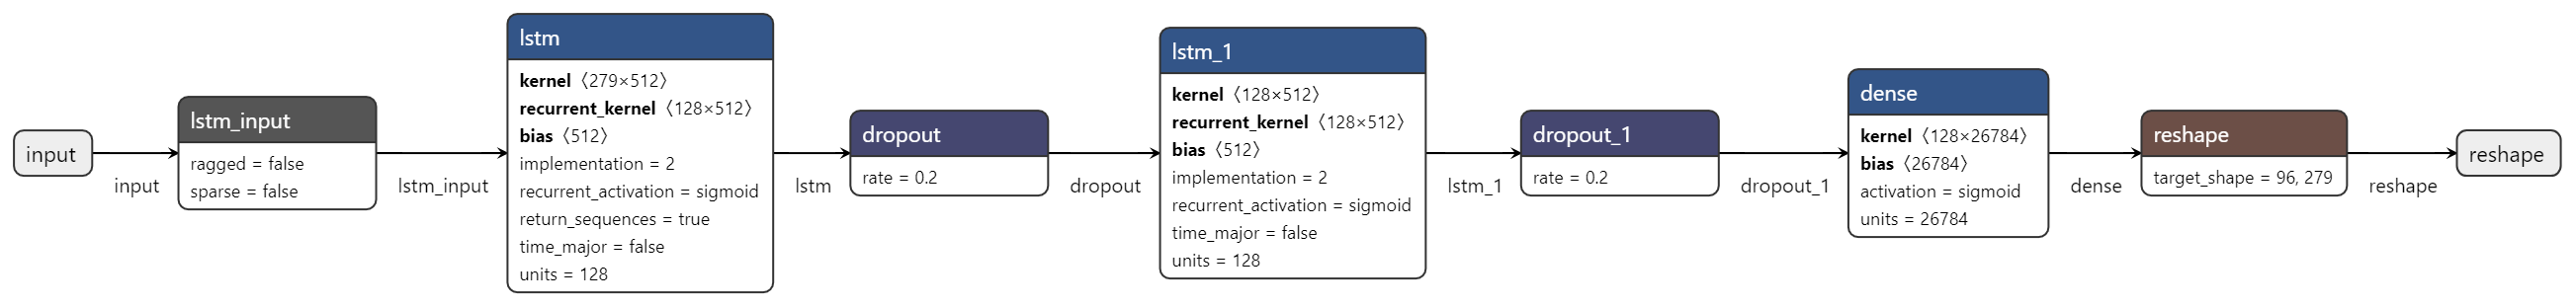 input
input
lstm_input
ragged = false
sparse = false
lstm_input
lstm
kernel 〈279×512〉
recurrent_kernel 〈128×512〉
bias 〈512〉
implementation = 2
recurrent_activation = sigmoid
return_sequences = true
time_major = false
units = 128
lstm
dropout
rate = 0.2
dropout
lstm_1
kernel 〈128×512〉
recurrent_kernel 〈128×512〉
bias 〈512〉
implementation = 2
recurrent_activation = sigmoid
time_major = false
units = 128
lstm_1
dropout_1
rate = 0.2
dropout_1
dense
kernel 〈128×26784〉
bias 〈26784〉
activation = sigmoid
units = 26784
dense
reshape
target_shape = 96, 279
reshape
reshape